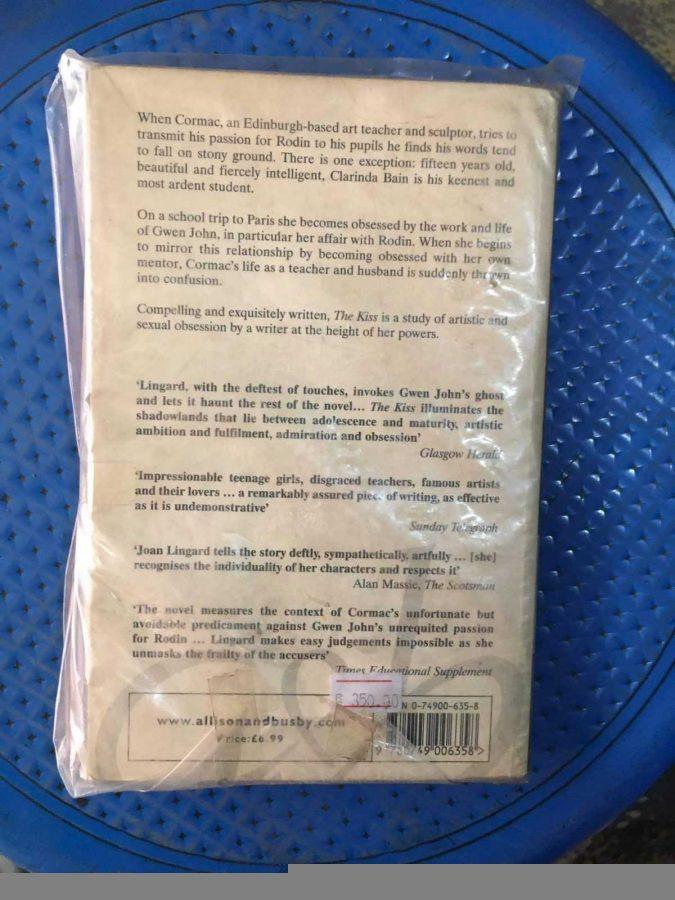 When Cormac, an Edinburgh-based art teacher and sculptor, tries to
transmit his passion for Rodin to his pupils he finds his words tend
to fall on stony ground. There is one exception: fifteen years old,
beautiful and fiercely intelligent, Clarinda Bain is his keenest and
most ardent student.
On a school trip to Paris she becomes obsessed by the work and life
of Gwen John, in particular her affair with Rodin. When she begins
to mirror this relationship by becoming obsessed with her own
mentor, Cormac's life as a teacher and husband is suddenly thrown
into confusion.
Compelling and exquisitely written, The Kiss is a study of artistic and
sexual obsession by a writer at the height of her powers.
'Lingard, with the deftest of touches, invokes Gwen John's ghost
and lets it haunt the rest of the novel... The Kiss illuminates the
shadowlands that lie between adolescence and maturity, artistic
ambition and fulfilment, admiration and obsession'
Glasgow Herald
'Impressionable teenage girls, disgraced teachers, famous artists
and their lovers ... a remarkably assured piece of writing, as effective
as it is undemonstrative'
Sunday Telegraph
'Joan Lingard tells the story deftly, sympathetically, artfully ... [she]
recognises the individuality of her characters and respects it'
Alan Massie, The Scotsman
'The novel measures the context of Cormac's unfortunate but
avoidable predicament against Gwen John's unrequited passion
for Rodin ... Lingard makes easy judgements impossible as she
unmasks the frailty of the accusers'
Times Educational Supplement
350.00
N 0-74900-635-8
www.allisonandbusby.com
Price:£6.99
49 006358 >